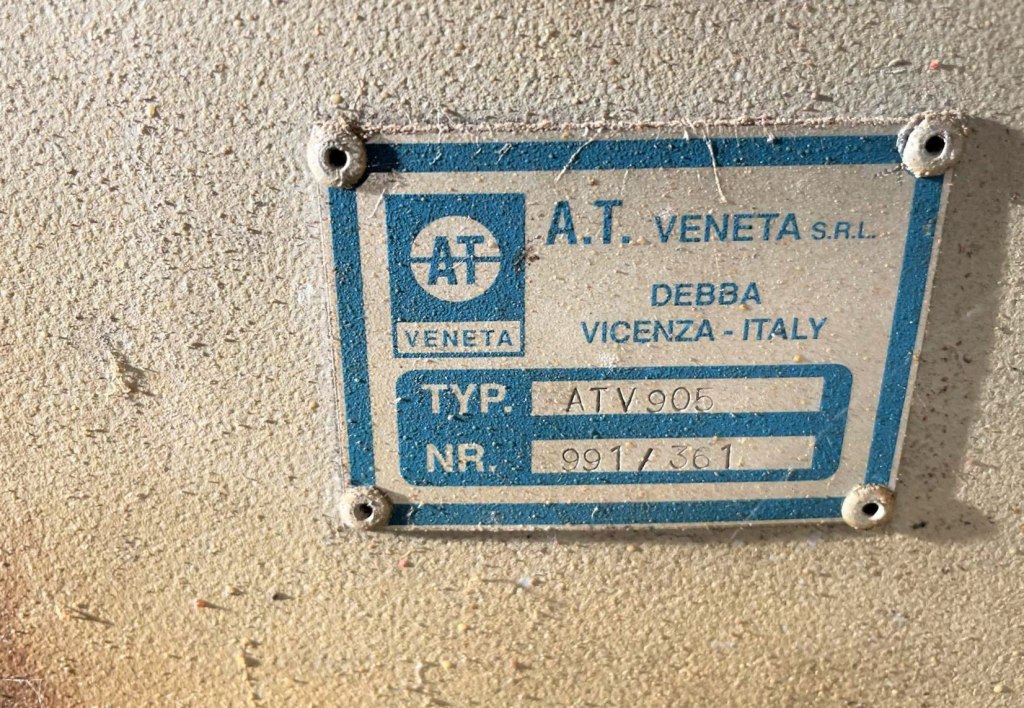 AT
VENETA
A.T. VENETA S.R.L.
DEBBA
VICENZA - ITALY
TYP. ATV905
NR. 991/361